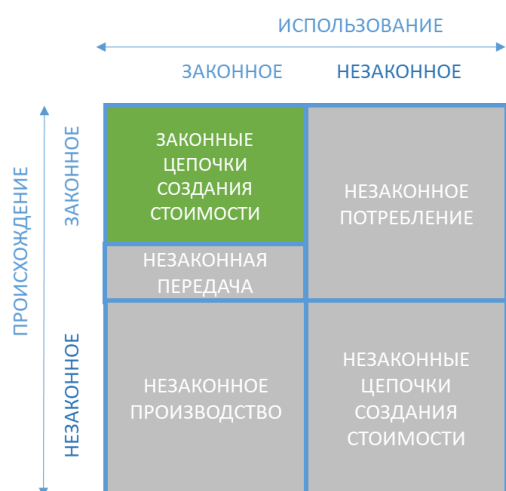 ИСПОЛЬЗОВАНИЕ
ЗАКОННОЕ
НЕЗАКОННОЕ
ПРОИСХОЖДЕНИЕ
ЗАКОННОЕ
НЕЗАКОННОЕ
ЗАКОННЫЕ
ЦЕПОЧКИ
СОЗДАНИЯ
СТОИМОСТИ
НЕЗАКОННОЕ
ПОТРЕБЛЕНИЕ
НЕЗАКОННАЯ
ПЕРЕДАЧА
НЕЗАКОННОЕ
ПРОИЗВОДСТВО
НЕЗАКОННЫЕ
ЦЕПОЧКИ
СОЗДАНИЯ
СТОИМОСТИ